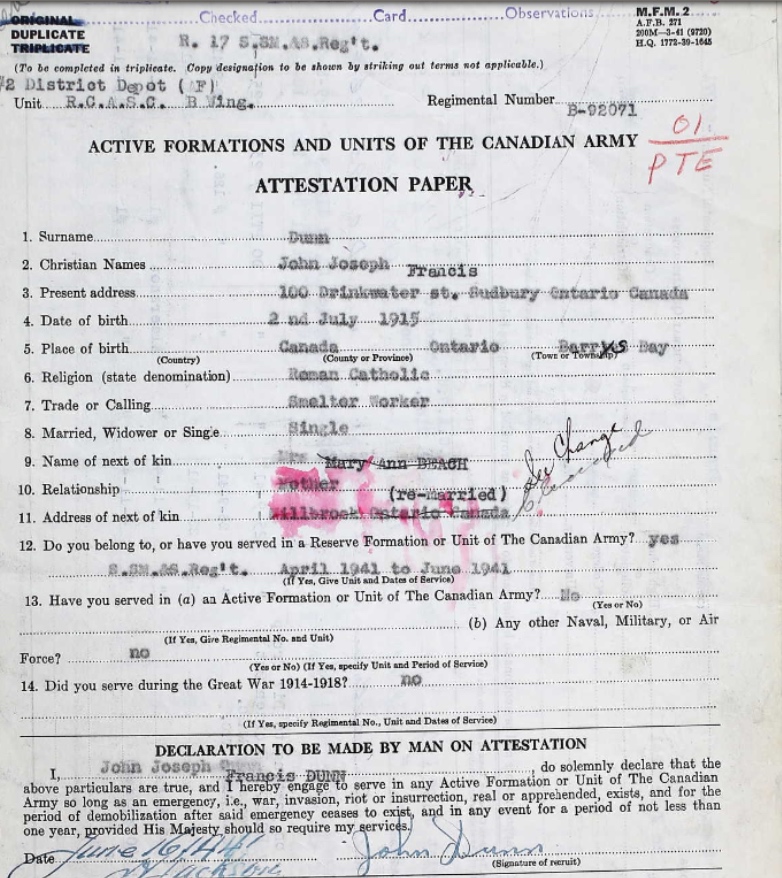 Checked Card Observations
ORIGINAL
DUPLICATE
TRIPLICATE
M.F.M. 2
A.F.B. 271
200M—3-41 (9720)
H.Q. 1772-39-1645
R. 17 S.SM.AS.Reg't.
(To be completed in triplicate. Copy designation to be shown by striking out terms not applicable.)
#2 District Depot ( F)
Unit R.C.A.S.C. B Wing. Regimental Number B-92071
ACTIVE FORMATIONS AND UNITS OF THE CANADIAN ARMY
01
PTE
ATTESTATION PAPER
1. Surname Dunn
2. Christian Names John Joseph Francis
3. Present address 100 Drinkwater st. Sudbury Ontario Canada
4. Date of birth 2 nd July 1915
5. Place of birth Canada Ontario Barrys Bay
(Country) (County or Province) (Town or Township)
6. Religion (state denomination) Roman Catholic
7. Trade or Calling Smelter Worker
8. Married, Widower or Single Single
9. Name of next of kin Mrs Mary Ann BEACH
See Change
10. Relationship Mother (re-married)
11. Address of next of kin Millbrook Ontario Canada
12. Do you belong to, or have you served in a Reserve Formation or Unit of The Canadian Army? yes
S.SM.AS.Reg't. April 1941 to June 1941
(If Yes, Give Unit and Dates of Service)
13. Have you served in (a) an Active Formation or Unit of The Canadian Army? No
(Yes or No)
(b) Any other Naval, Military, or Air
(If Yes, Give Regimental No. and Unit)
Force? no
(Yes or No) (If Yes, specify Unit and Period of Service)
14. Did you serve during the Great War 1914-1918? no
(If Yes, specify Regimental No., Unit and Dates of Service)
DECLARATION TO BE MADE BY MAN ON ATTESTATION
I, John Joseph Dunn Francis DUNN, do solemnly declare that the
above particulars are true, and I hereby engage to serve in any Active Formation or Unit of The Canadian
Army so long as an emergency, i.e., war, invasion, riot or insurrection, real or apprehended, exists, and for the
period of demobilization after said emergency ceases to exist, and in any event for a period of not less than
one year, provided His Majesty should so require my services.
Date June 16/41 John Dunn
(Signature of recruit)